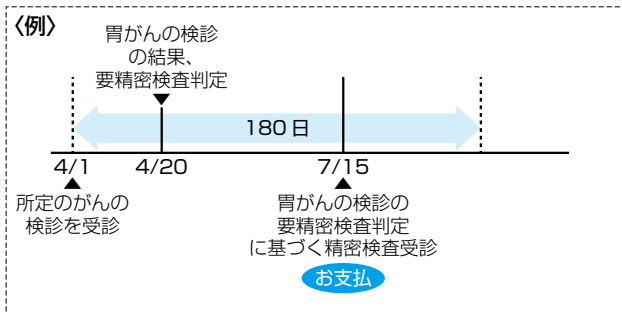 〈例〉
胃がんの検診
の結果、
要精密検査判定
▼
180日
4/1
4/20
7/15
▲
所定のがんの
検診を受診
▲
胃がんの検診の
要精密検査判定
に基づく精密検査受診
お支払